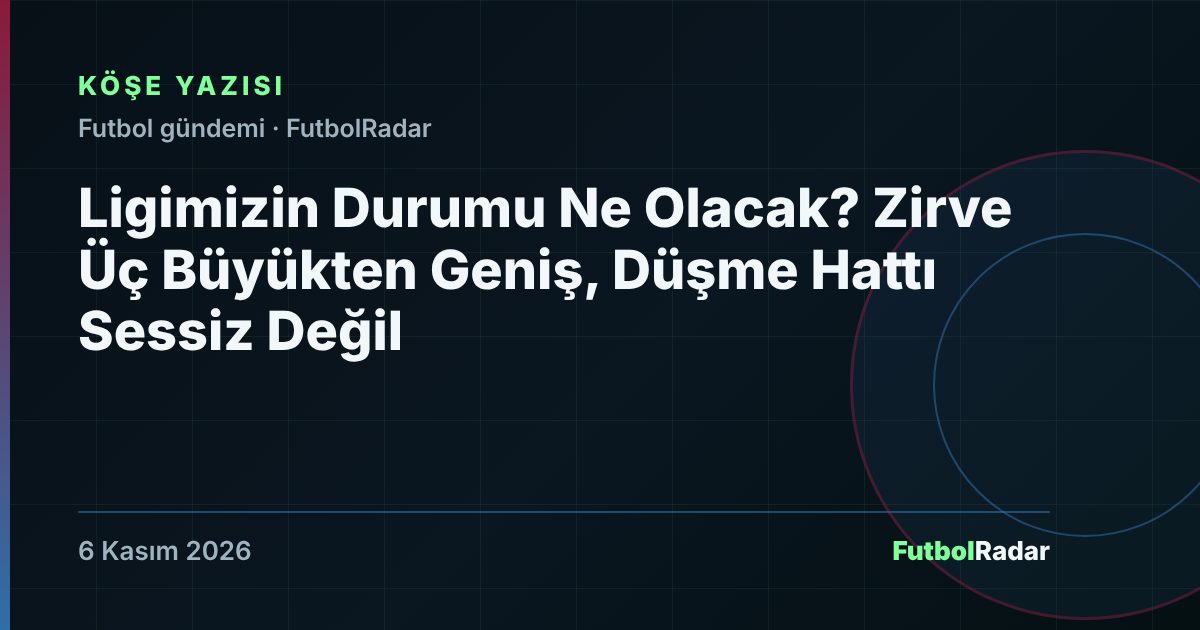 KÖŞE YAZISI
Futbol gündemi · FutbolRadar
Ligimizin Durumu Ne Olacak? Zirve
Üç Büyükten Geniş, Düşme Hattı
Sessiz Değil
6 Kasım 2026
FutbolRadar